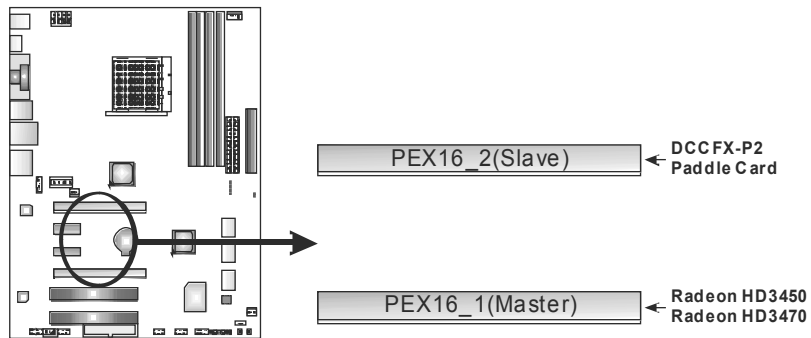 PEX16_2(Slave)
DCCFX-P2
Paddle Card
PEX16_1(Master)
Radeon HD3450
Radeon HD3470